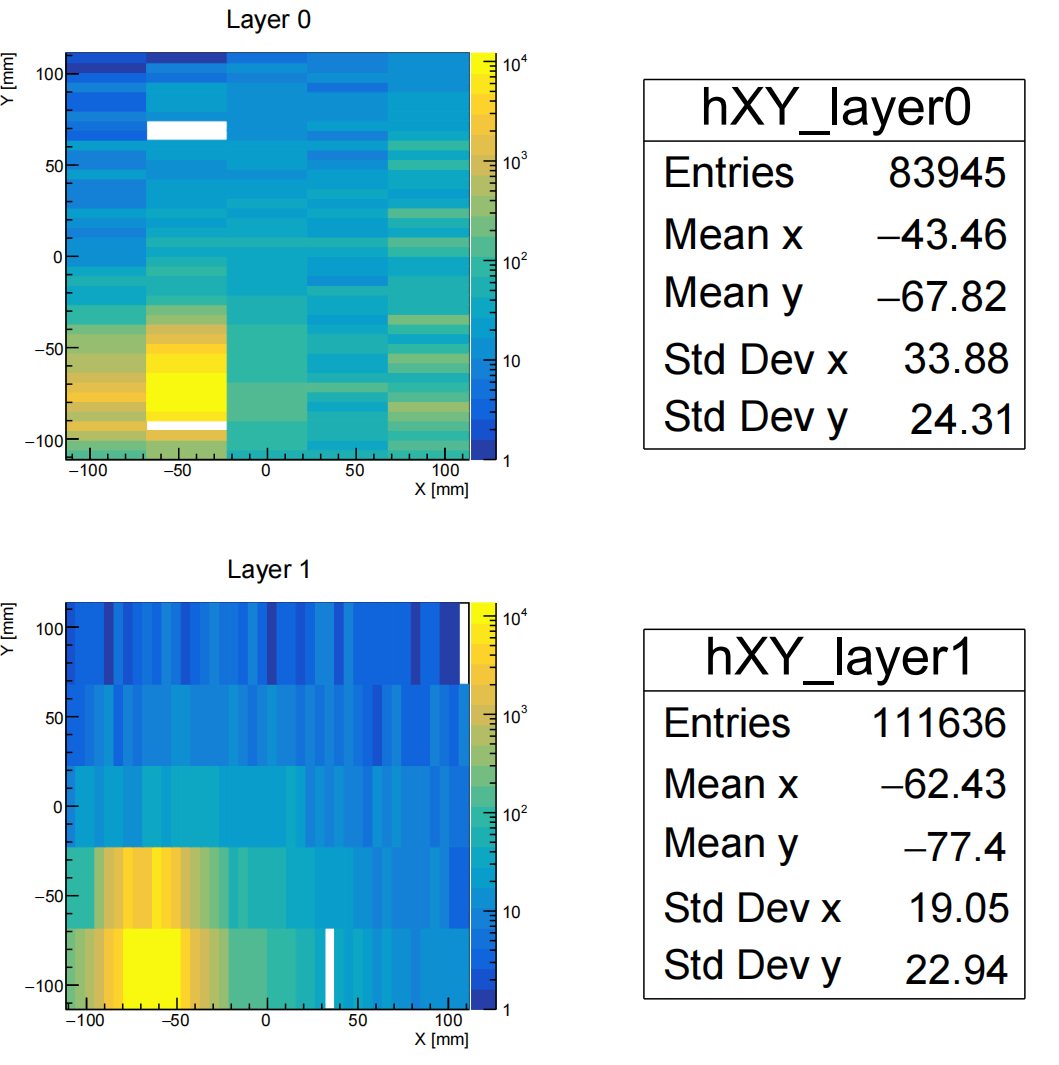 Layer 0
Y [mm]
100
50
0
−50
−100
−100 −50 0 50 100
X [mm]
10⁴
10³
10²
10
1
hXY_layer0
Entries 83945
Mean x −43.46
Mean y −67.82
Std Dev x 33.88
Std Dev y 24.31
Layer 1
Y [mm]
100
50
0
−50
−100
−100 −50 0 50 100
X [mm]
10⁴
10³
10²
10
1
hXY_layer1
Entries 111636
Mean x −62.43
Mean y −77.4
Std Dev x 19.05
Std Dev y 22.94